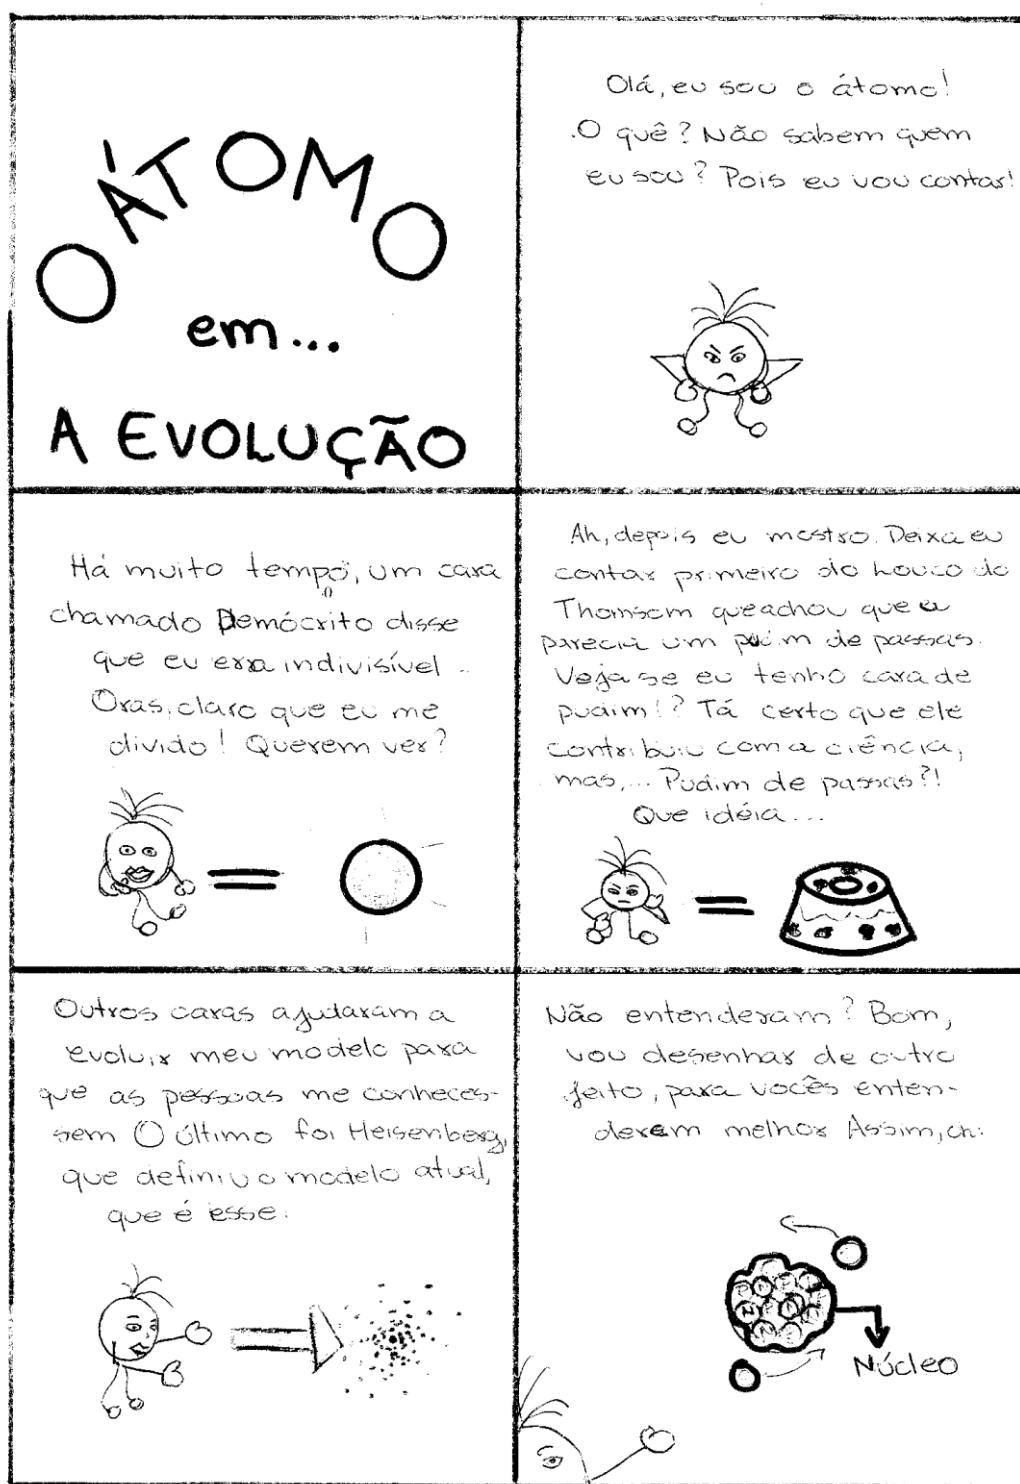 O ÁTOMO
em...
A EVOLUÇÃO
Olá, eu sou o átomo!
O quê? Não sabem quem
eu sou? Pois eu vou contar!
Há muito tempo, um cara
chamado Demócrito disse
que eu era indivisível...
Oras, claro que eu me
divido! Querem ver?
Ah, depois eu mostro. Deixa eu
contar primeiro do Louco do
Thomsom que achou que eu
parecia um pudim de passas.
Veja se eu tenho cara de
pudim!? Tá certo que ele
contribuiu com a ciência,
mas,... Pudim de passas?!
Que idéia...
Outros caras ajudaram a
evoluir meu modelo para
que as pessoas me conheces-
sem O último foi Heisenberg,
que definiu o modelo atual,
que é esse:
Não entenderam? Bom,
vou desenhar de outro
jeito, para vocês enten-
derem melhor Assim, ch:
Núcleo